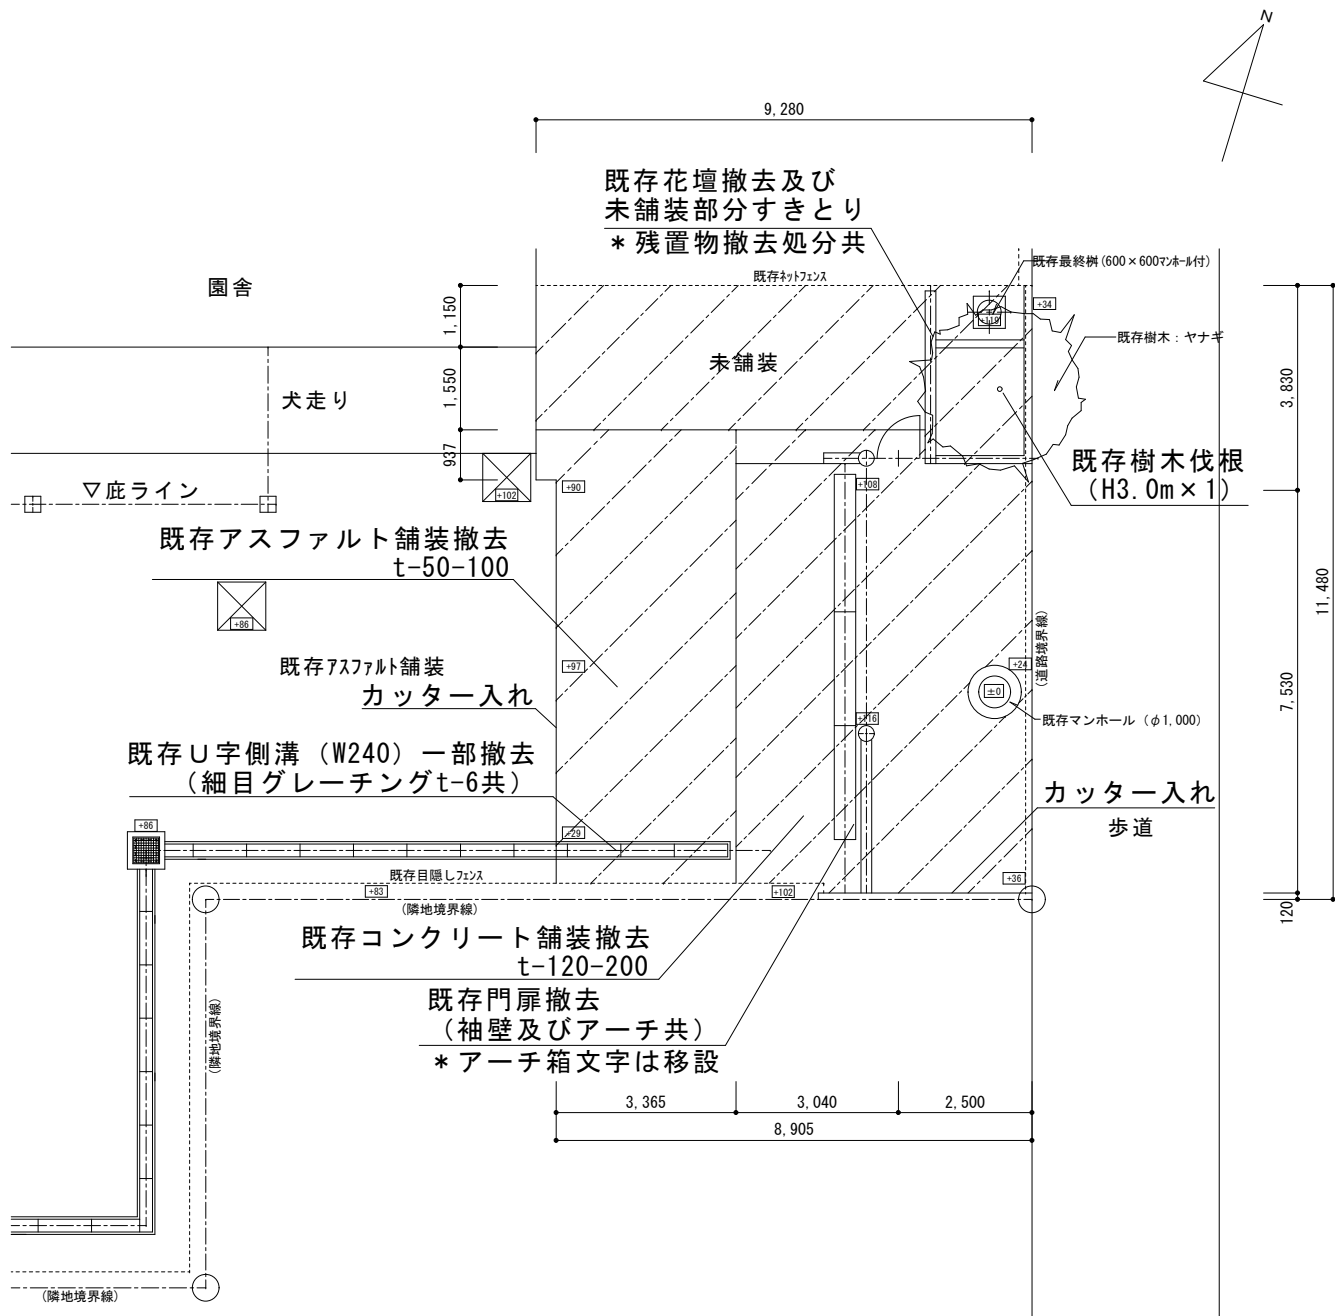 N
9,280
既存花壇撤去及び
未舗装部分すきとり
*残置物撤去処分共
既存最終桝(600×600マンホール付)
既存ネットフェンス
園舎
+34
+119
1,150
未舗装
既存樹木：ヤナギ
1,550
犬走り
3,830
937
既存樹木伐根
(H3.0m×1)
▽庇ライン
+102
+90
+108
既存アスファルト舗装撤去
t-50-100
11,480
+86
(道路境界線)
既存アスファルト舗装
+97
+24
±0
カッター入れ
7,530
+116
既存マンホール（φ1,000）
既存U字側溝（W240）一部撤去
（細目グレーチングt-6共）
カッター入れ
歩道
+86
+29
既存目隠しフェンス
+83
+102
+36
(隣地境界線)
120
既存コンクリート舗装撤去
t-120-200
既存門扉撤去
（袖壁及びアーチ共）
*アーチ箱文字は移設
(隣地境界線)
3,365
3,040
2,500
8,905
(隣地境界線)